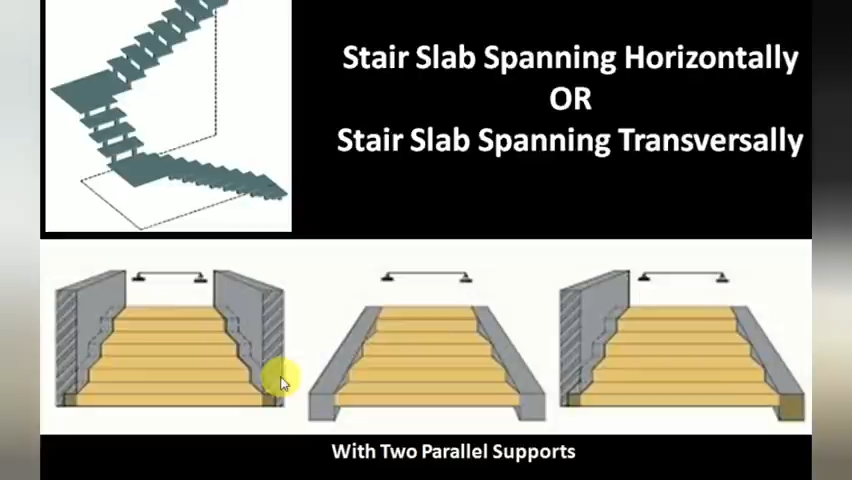 Stair Slab Spanning Horizontally
OR
Stair Slab Spanning Transversally
With Two Parallel Supports